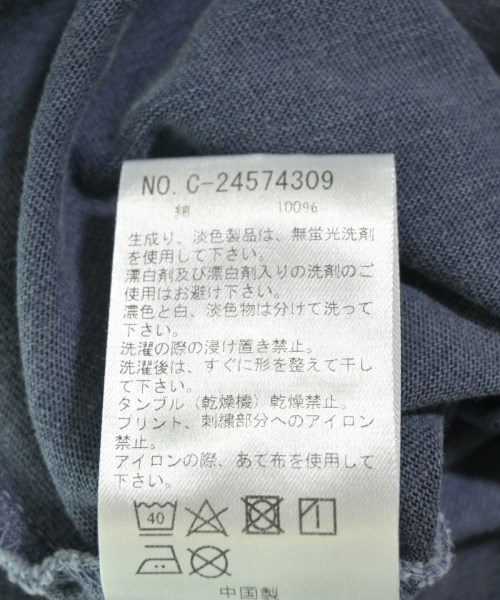 NO. C-24574309
綿 100%
生成り、淡色製品は、無蛍光洗剤
を使用して下さい。
漂白剤及び漂白剤入りの洗剤のご
使用はお避け下さい。
濃色と白、淡色物は分けて洗って
下さい。
洗濯の際の浸け置き禁止。
洗濯後は、すぐに形を整えて干し
て下さい。
タンブル（乾燥機）乾燥禁止。
プリント、刺繍部分へのアイロン
禁止。
アイロンの際、あて布を使用して
下さい。
40
中国製